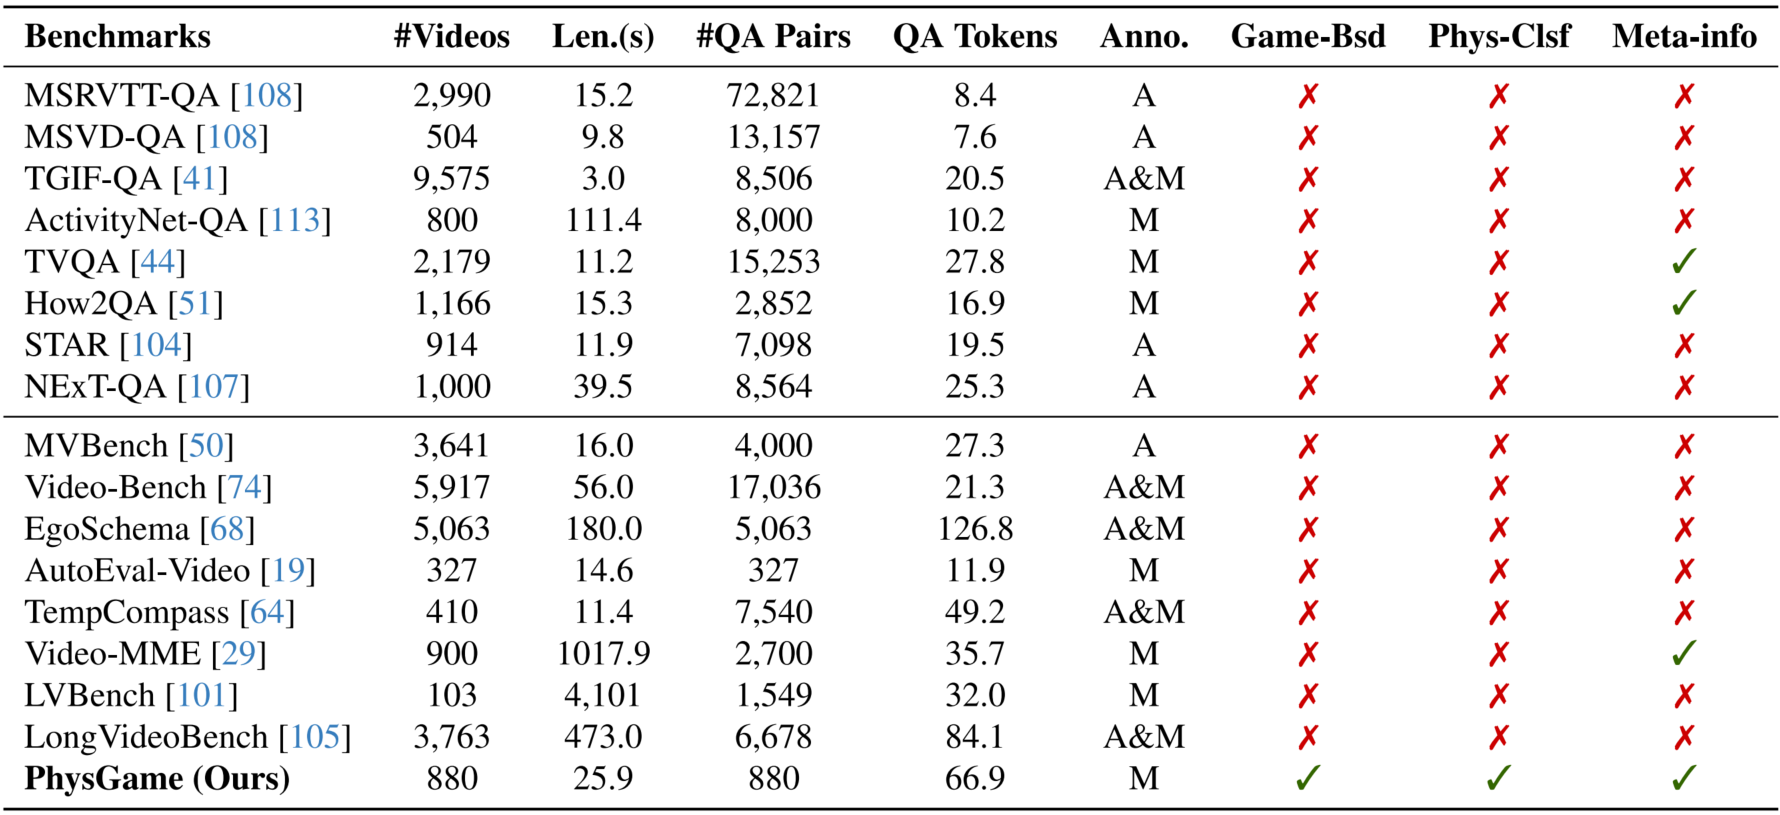 Benchmarks #Videos Len.(s) #QA Pairs QA Tokens Anno. Game-Bsd Phys-Clsf Meta-info
MSRVTT-QA [108] 2,990 15.2 72,821 8.4 A ✗ ✗ ✗
MSVD-QA [108] 504 9.8 13,157 7.6 A ✗ ✗ ✗
TGIF-QA [41] 9,575 3.0 8,506 20.5 A&M ✗ ✗ ✗
ActivityNet-QA [113] 800 111.4 8,000 10.2 M ✗ ✗ ✗
TVQA [44] 2,179 11.2 15,253 27.8 M ✗ ✗ ✓
How2QA [51] 1,166 15.3 2,852 16.9 M ✗ ✗ ✓
STAR [104] 914 11.9 7,098 19.5 A ✗ ✗ ✗
NExT-QA [107] 1,000 39.5 8,564 25.3 A ✗ ✗ ✗
MVBench [50] 3,641 16.0 4,000 27.3 A ✗ ✗ ✗
Video-Bench [74] 5,917 56.0 17,036 21.3 A&M ✗ ✗ ✗
EgoSchema [68] 5,063 180.0 5,063 126.8 A&M ✗ ✗ ✗
AutoEval-Video [19] 327 14.6 327 11.9 M ✗ ✗ ✗
TempCompass [64] 410 11.4 7,540 49.2 A&M ✗ ✗ ✗
Video-MME [29] 900 1017.9 2,700 35.7 M ✗ ✗ ✓
LVBench [101] 103 4,101 1,549 32.0 M ✗ ✗ ✗
LongVideoBench [105] 3,763 473.0 6,678 84.1 A&M ✗ ✗ ✗
PhysGame (Ours) 880 25.9 880 66.9 M ✓ ✓ ✓